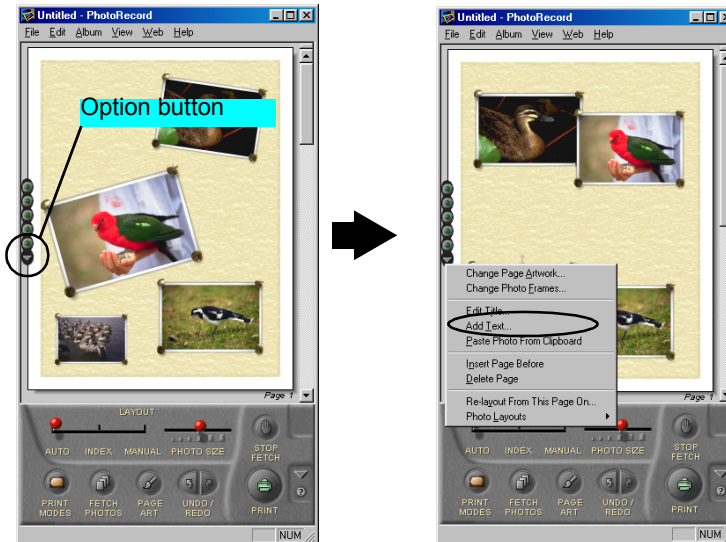 Untitled - PhotoRecord
File Edit Album View Web Help
Option button
Page 1
LAYOUT
AUTO INDEX MANUAL PHOTO SIZE
STOP FETCH
PRINT MODES
FETCH PHOTOS
PAGE ART
UNDO / REDO
PRINT
NUM
Untitled - PhotoRecord
File Edit Album View Web Help
Change Page Artwork...
Change Photo Frames...
Edit Title...
Add Text...
Paste Photo From Clipboard
Insert Page Before
Delete Page
Re-layout From This Page On...
Photo Layouts
Page 1
AUTO INDEX MANUAL PHOTO SIZE
STOP FETCH
PRINT MODES
FETCH PHOTOS
PAGE ART
UNDO / REDO
PRINT
NUM